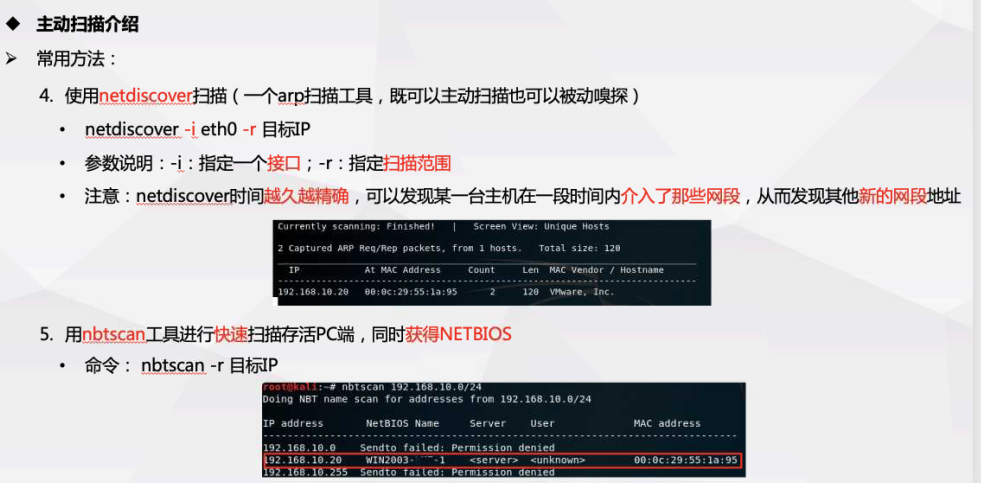 ◆ 主动扫描介绍
➢ 常用方法：
4. 使用netdiscover扫描（一个arp扫描工具，既可以主动扫描也可以被动嗅探）
• netdiscover -i eth0 -r 目标IP
• 参数说明：-i：指定一个接口；-r：指定扫描范围
• 注意：netdiscover时间越久越精确，可以发现某一台主机在一段时间内介入了那些网段，从而发现其他新的网段地址
Currently scanning: Finished! | Screen View: Unique Hosts
2 Captured ARP Req/Rep packets, from 1 hosts. Total size: 120
IP At MAC Address Count Len MAC Vendor / Hostname
192.168.10.20 00:0c:29:55:1a:95 2 120 VMware, Inc.
5. 用nbtscan工具进行快速扫描存活PC端，同时获得NETBIOS
• 命令： nbtscan -r 目标IP
root@kali:~# nbtscan 192.168.10.0/24
Doing NBT name scan for addresses from 192.168.10.0/24
IP address NetBIOS Name Server User MAC address
192.168.10.0 Sendto failed: Permission denied
192.168.10.20 <server> <unknown> 00:0c:29:55:1a:95
192.168.10.255 Sendto failed: Permission denied